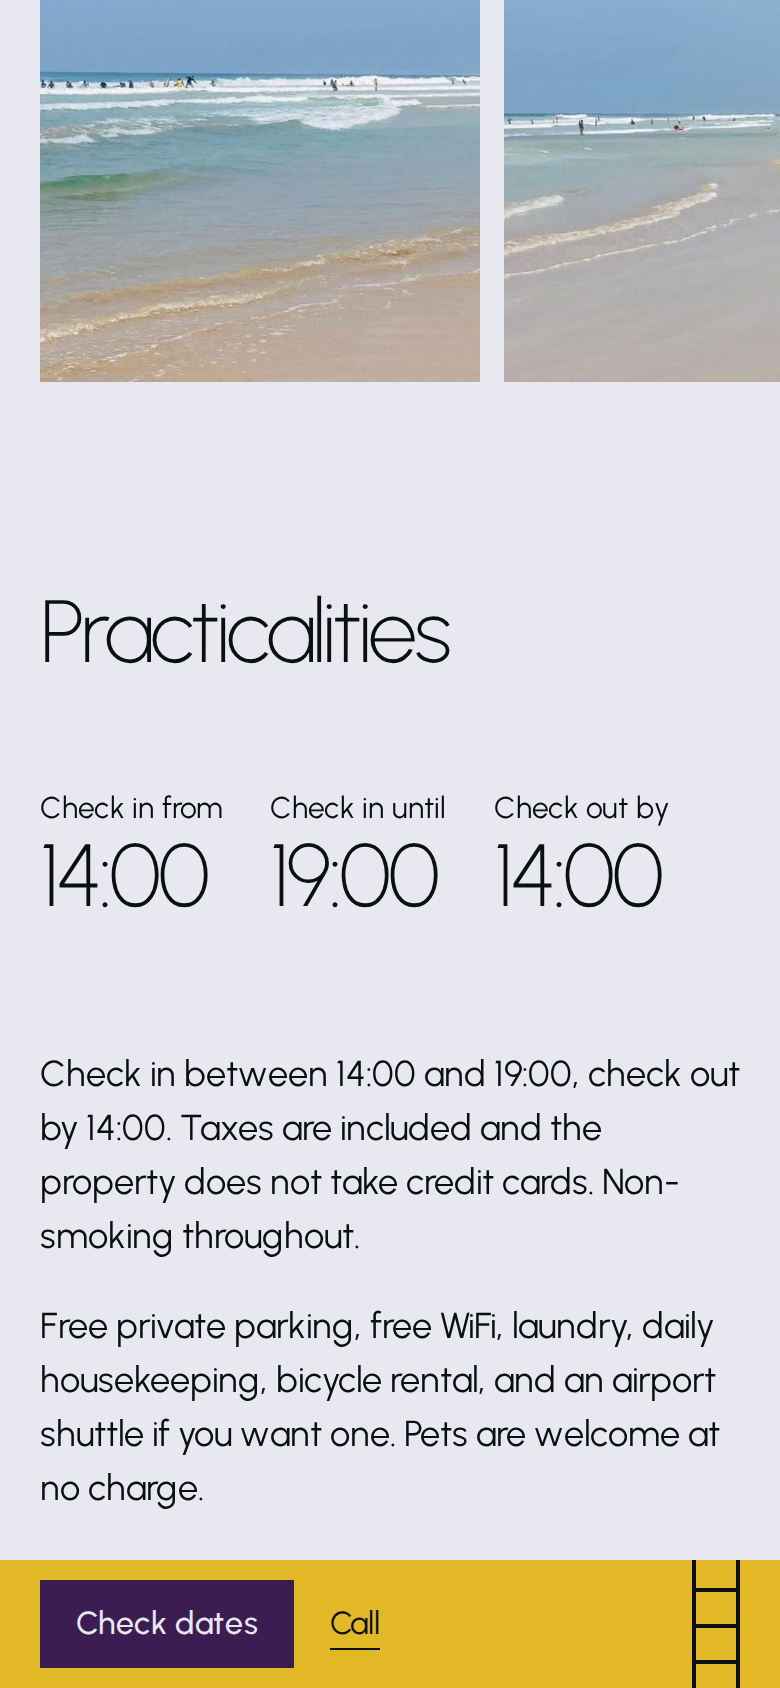 Practicalities
Check in from
Check in until
Check out by
14:00
19:00
14:00
Check in between 14:00 and 19:00, check out
by 14:00. Taxes are included and the
property does not take credit cards. Non-
smoking throughout.
Free private parking, free WiFi, laundry, daily
housekeeping, bicycle rental, and an airport
shuttle if you want one. Pets are welcome at
no charge.
Check dates
Call